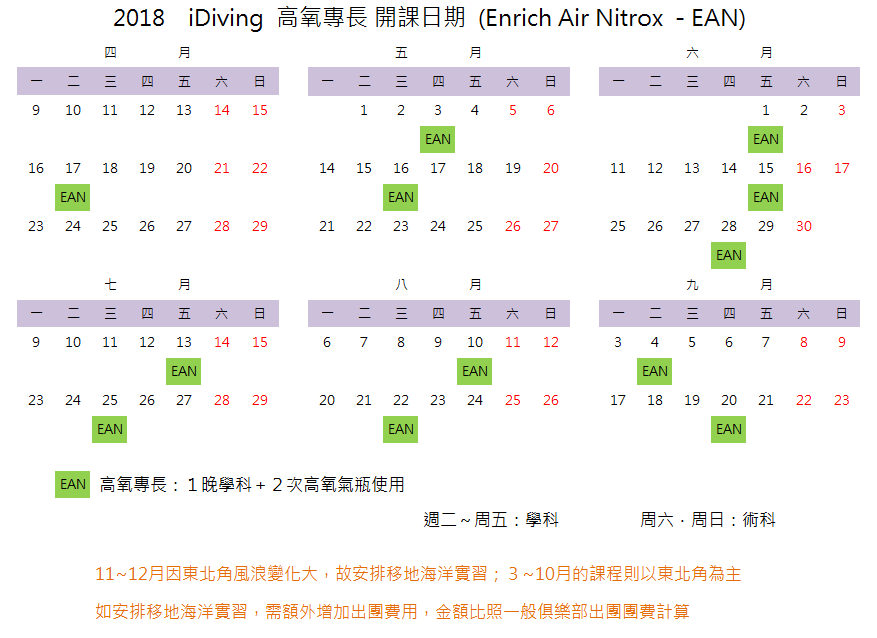 2018 iDiving 高氧專長 開課日期 (Enrich Air Nitrox - EAN)
四 月 五 月 六 月
一 二 三 四 五 六 日 一 二 三 四 五 六 日 一 二 三 四 五 六 日
9 10 11 12 13 14 15 1 2 3 4 5 6 1 2 3
EAN EAN
16 17 18 19 20 21 22 14 15 16 17 18 19 20 11 12 13 14 15 16 17
EAN EAN EAN
23 24 25 26 27 28 29 21 22 23 24 25 26 27 25 26 27 28 29 30
EAN
七 月 八 月 九 月
一 二 三 四 五 六 日 一 二 三 四 五 六 日 一 二 三 四 五 六 日
9 10 11 12 13 14 15 6 7 8 9 10 11 12 3 4 5 6 7 8 9
EAN EAN EAN
23 24 25 26 27 28 29 20 21 22 23 24 25 26 17 18 19 20 21 22 23
EAN EAN EAN
EAN 高氧專長：１晚學科＋２次高氧氣瓶使用
週二～周五：學科 周六．周日：術科
11~12月因東北角風浪變化大，故安排移地海洋實習；３~10月的課程則以東北角為主
如安排移地海洋實習，需額外增加出團費用，金額比照一般俱樂部出團團費計算